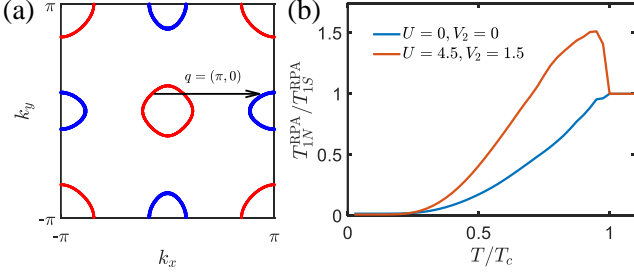 (a)
π
k_y
-π
-π
k_x
π
q = (π, 0)
(b)
T_{1N}^{RPA}/T_{1S}^{RPA}
1.5
1
0.5
0
0
0.5
1
T/T_c
U = 0, V_2 = 0
U = 4.5, V_2 = 1.5